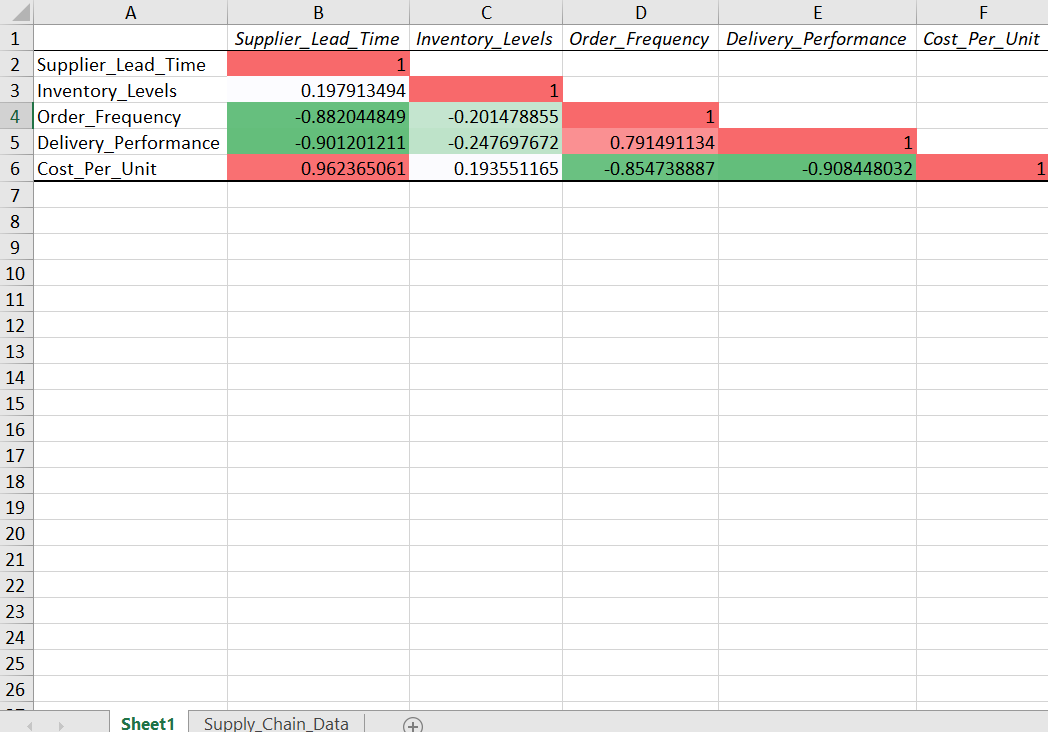 A B C D E F
1 Supplier_Lead_Time Inventory_Levels Order_Frequency Delivery_Performance Cost_Per_Unit
2 Supplier_Lead_Time 1
3 Inventory_Levels 0.197913494 1
4 Order_Frequency -0.882044849 -0.201478855 1
5 Delivery_Performance -0.901201211 -0.247697672 0.791491134 1
6 Cost_Per_Unit 0.962365061 0.193551165 -0.854738887 -0.908448032 1
7
8
9
10
11
12
13
14
15
16
17
18
19
20
21
22
23
24
25
26
Sheet1 Supply_Chain_Data